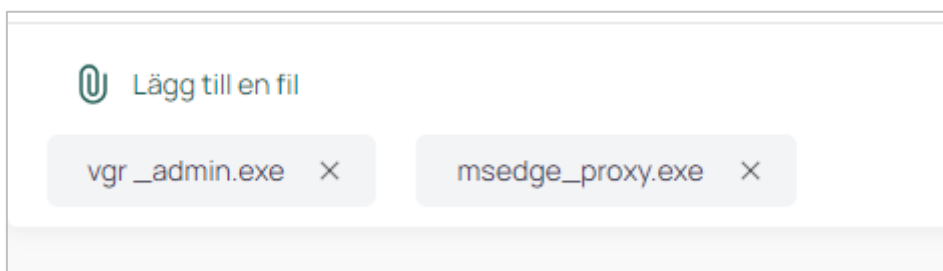 Lägg till en fil
vgr _admin.exe × msedge_proxy.exe ×